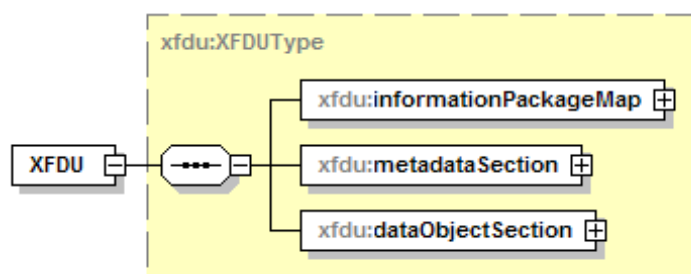 xfdu:XFDUType
xfdu:informationPackageMap
XFDU
xfdu:metadataSection
xfdu:dataObjectSection